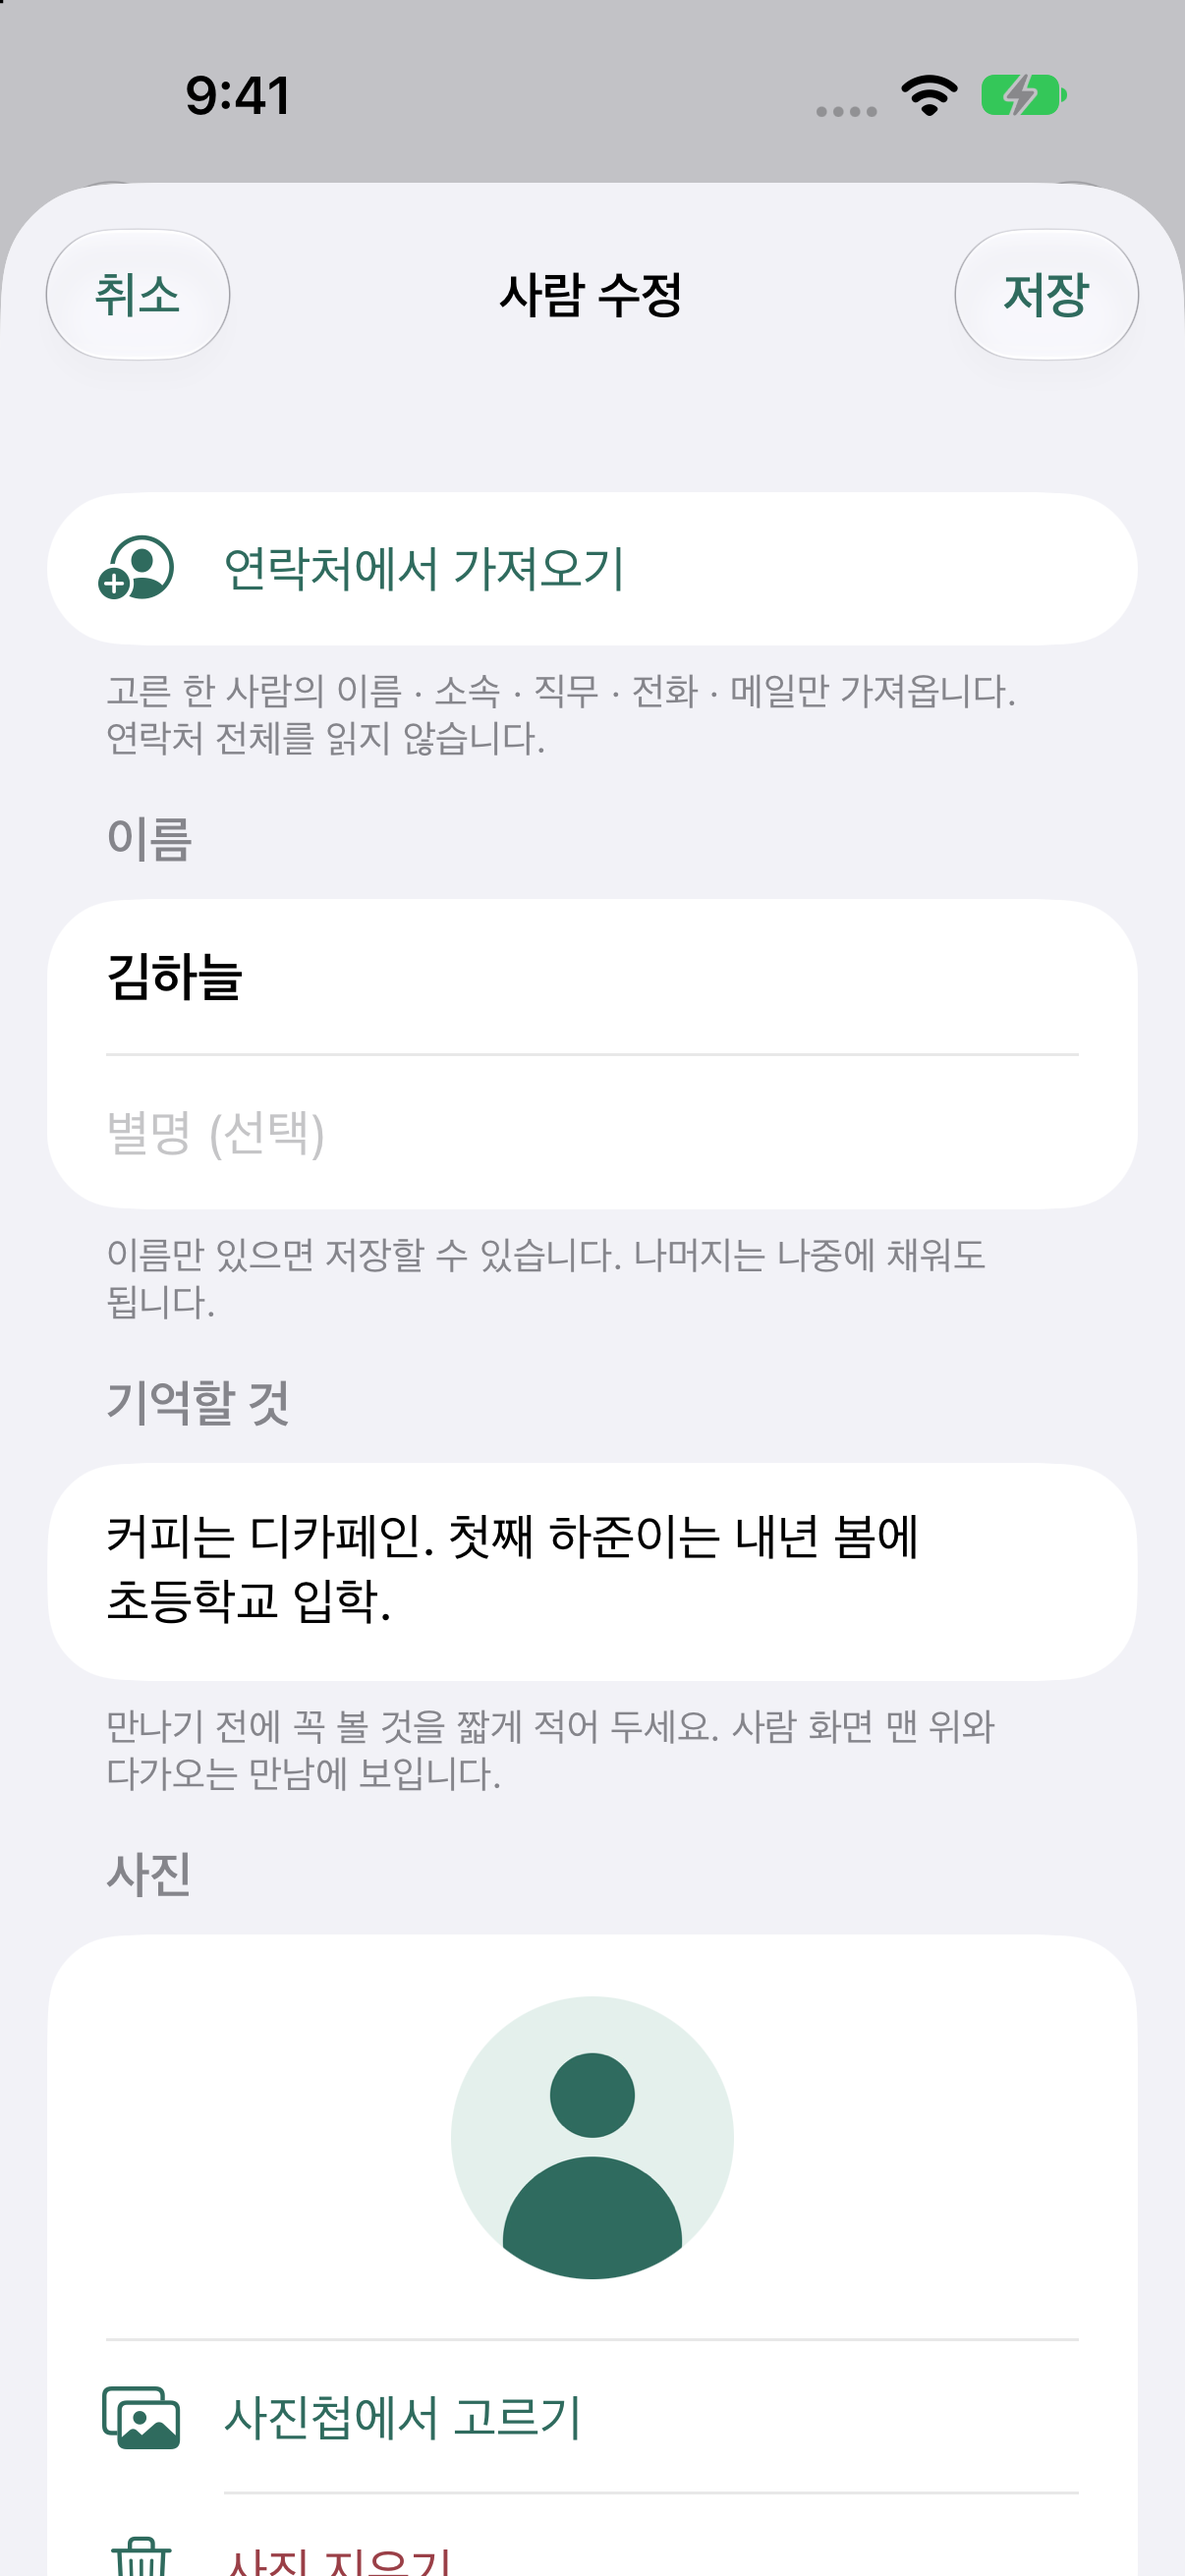 9:41
취소
사람 수정
저장
연락처에서 가져오기
고른 한 사람의 이름 · 소속 · 직무 · 전화 · 메일만 가져옵니다.
연락처 전체를 읽지 않습니다.
이름
김하늘
별명 (선택)
이름만 있으면 저장할 수 있습니다. 나머지는 나중에 채워도
됩니다.
기억할 것
커피는 디카페인. 첫째 하준이는 내년 봄에
초등학교 입학.
만나기 전에 꼭 볼 것을 짧게 적어 두세요. 사람 화면 맨 위와
다가오는 만남에 보입니다.
사진
사진첩에서 고르기
사진 지우기